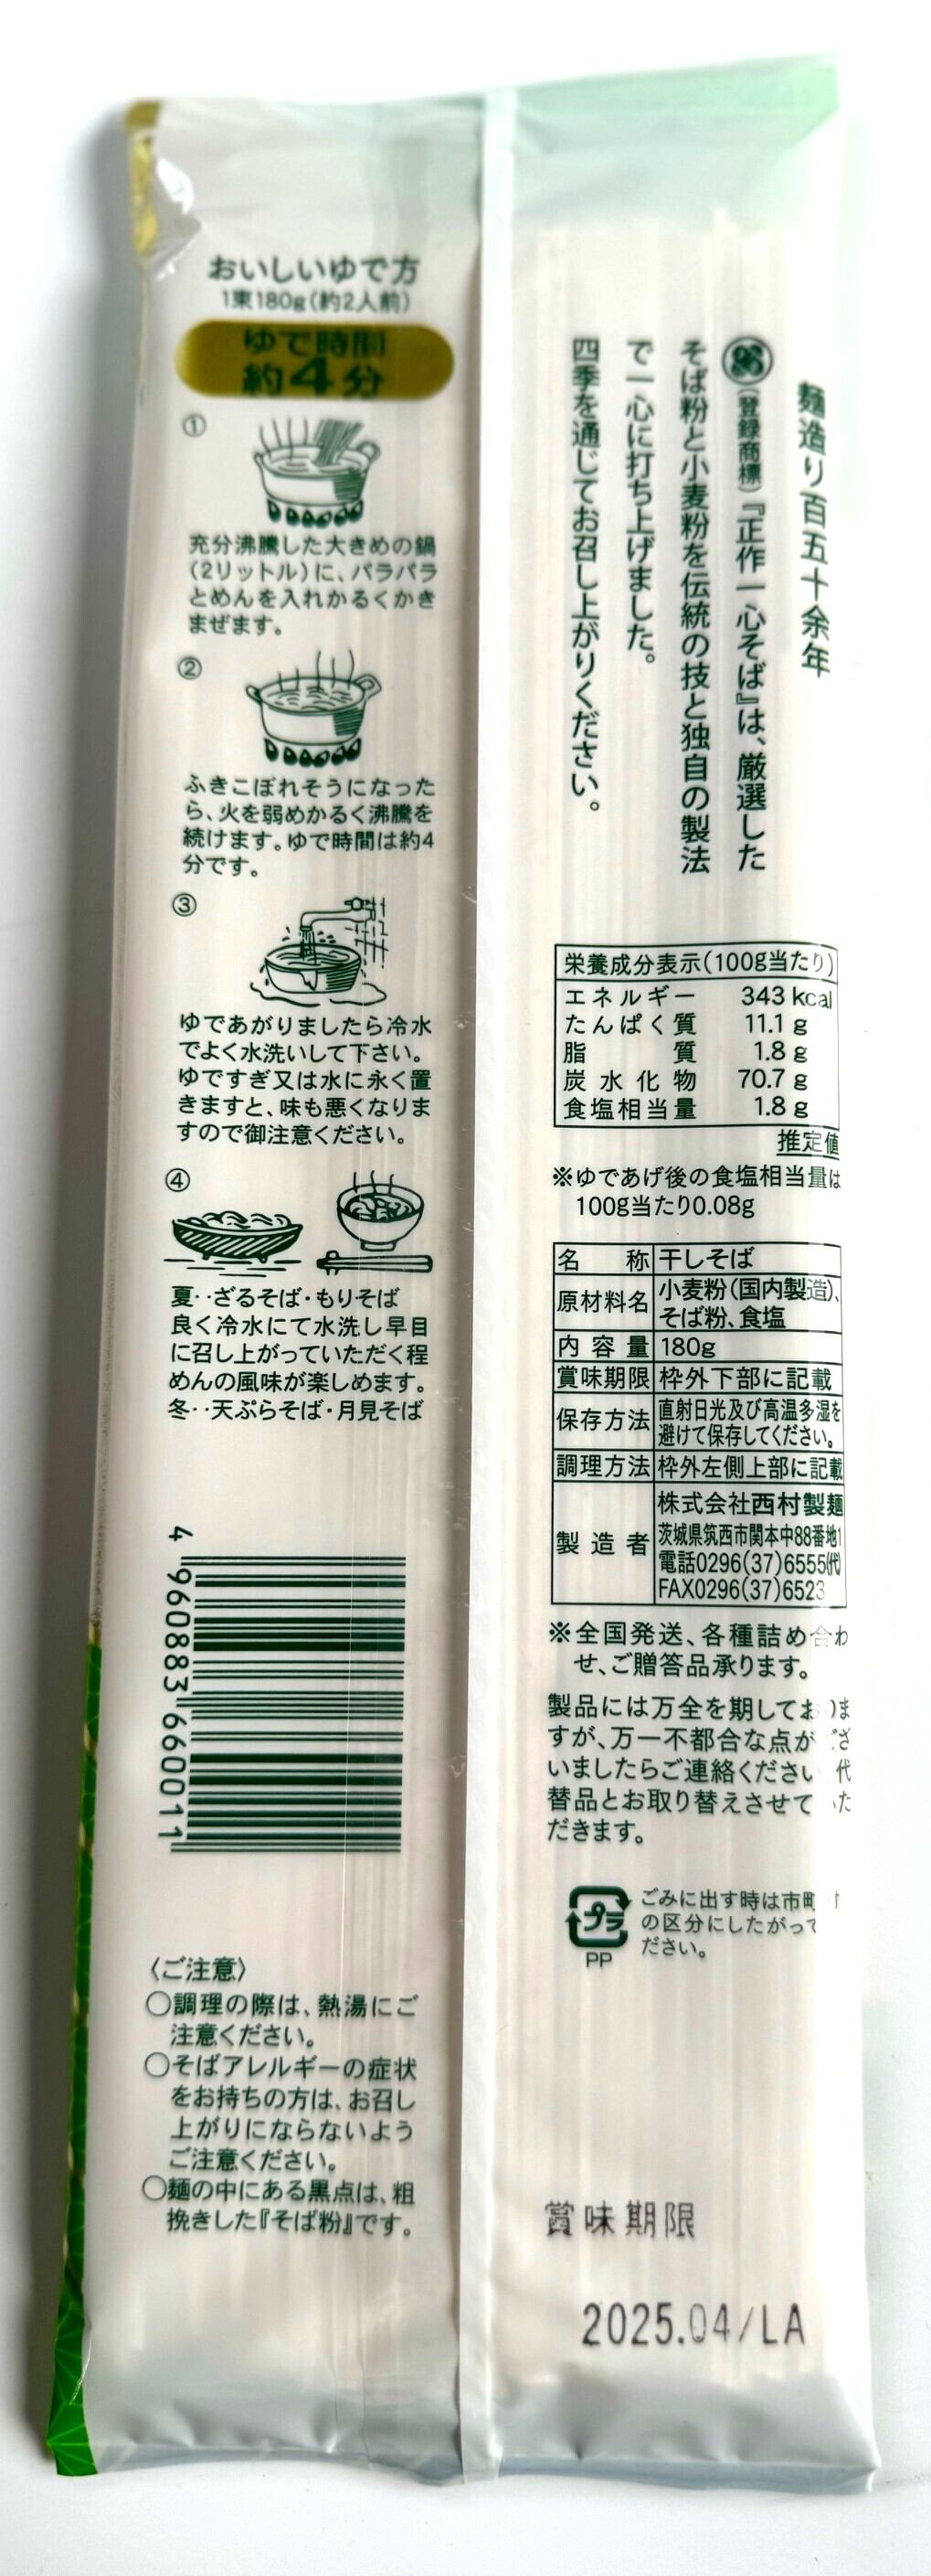 おいしいゆで方
1束180g(約2人前)
ゆで時間
約4分
①
充分沸騰した大きめの鍋
(2リットル)に、バラバラ
とめんを入れかるくかき
まぜます。
②
ふきこぼれそうになった
ら、火を弱めかるく沸騰を
続けます。ゆで時間は約4
分です。
③
ゆであがりましたら冷水
でよく水洗いして下さい。
ゆですぎ又は水に永く置
きますと、味も悪くなりま
すので御注意ください。
④
夏‥ざるそば・もりそば
良く冷水にて水洗し早目
に召し上がっていただく程
めんの風味が楽しめます。
冬‥天ぷらそば・月見そば
4 960883 660011
〈ご注意〉
○調理の際は、熱湯にご
注意ください。
○そばアレルギーの症状
をお持ちの方は、お召し
上がりにならないよう
ご注意ください。
○麺の中にある黒点は、粗
挽きした『そば粉』です。
麺造り百五十余年
(登録商標)『正作一心そば』は、厳選した
そば粉と小麦粉を伝統の技と独自の製法
で一心に打ち上げました。
四季を通じてお召し上がりください。
栄養成分表示(100g当たり)
エネルギー 343 kcal
たんぱく質 11.1 g
脂質 1.8 g
炭水化物 70.7 g
食塩相当量 1.8 g
推定値
※ゆであげ後の食塩相当量は
100g当たり0.08g
名称 干しそば
原材料名 小麦粉(国内製造)、
そば粉、食塩
内容量 180g
賞味期限 枠外下部に記載
保存方法 直射日光及び高温多湿を
避けて保存してください。
調理方法 枠外左側上部に記載
製造者 株式会社西村製麺
茨城県筑西市関本中88番地1
電話0296(37)6555(代)
FAX0296(37)6523
※全国発送、各種詰め合わ
せ、ご贈答品承ります。
製品には万全を期しておりま
すが、万一不都合な点がござ
いましたらご連絡ください 代
替品とお取り替えさせていた
だきます。
プラ
PP
ごみに出す時は市町
の区分にしたがって
ださい。
賞味期限
2025.04/LA